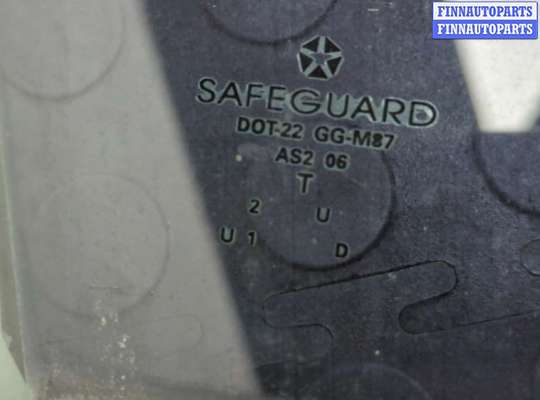 FINNAUTOPARTS
FINNAUTOPARTS
SAFEGUARD
DOT-22 GG-M87
AS2 06
T
2 U
U 1 D